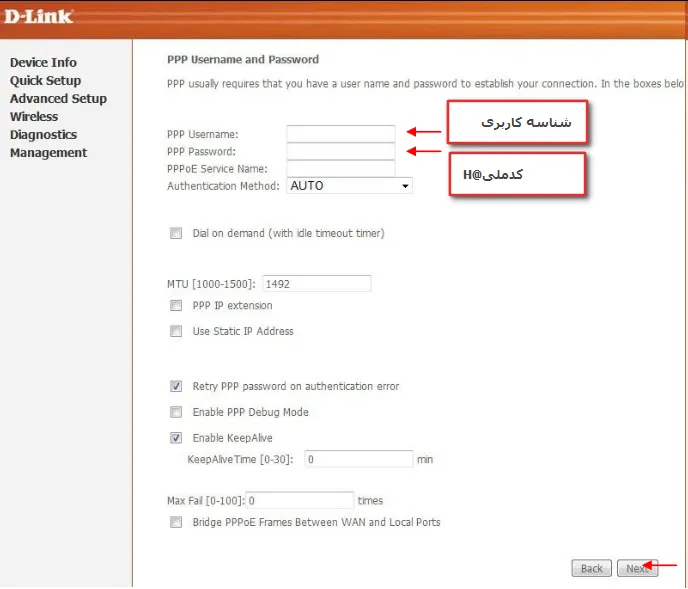 D-Link
Device Info
Quick Setup
Advanced Setup
Wireless
Diagnostics
Management
PPP Username and Password
PPP usually requires that you have a user name and password to establish your connection. In the boxes belo
PPP Username:
شناسه کاربری
PPP Password:
کدملی@H
PPPoE Service Name:
Authentication Method: AUTO
Dial on demand (with idle timeout timer)
MTU [1000-1500]: 1492
PPP IP extension
Use Static IP Address
Retry PPP password on authentication error
Enable PPP Debug Mode
Enable KeepAlive
KeepAliveTime [0-30]: 0 min
Max Fail [0-100]: 0 times
Bridge PPPoE Frames Between WAN and Local Ports
Back Next